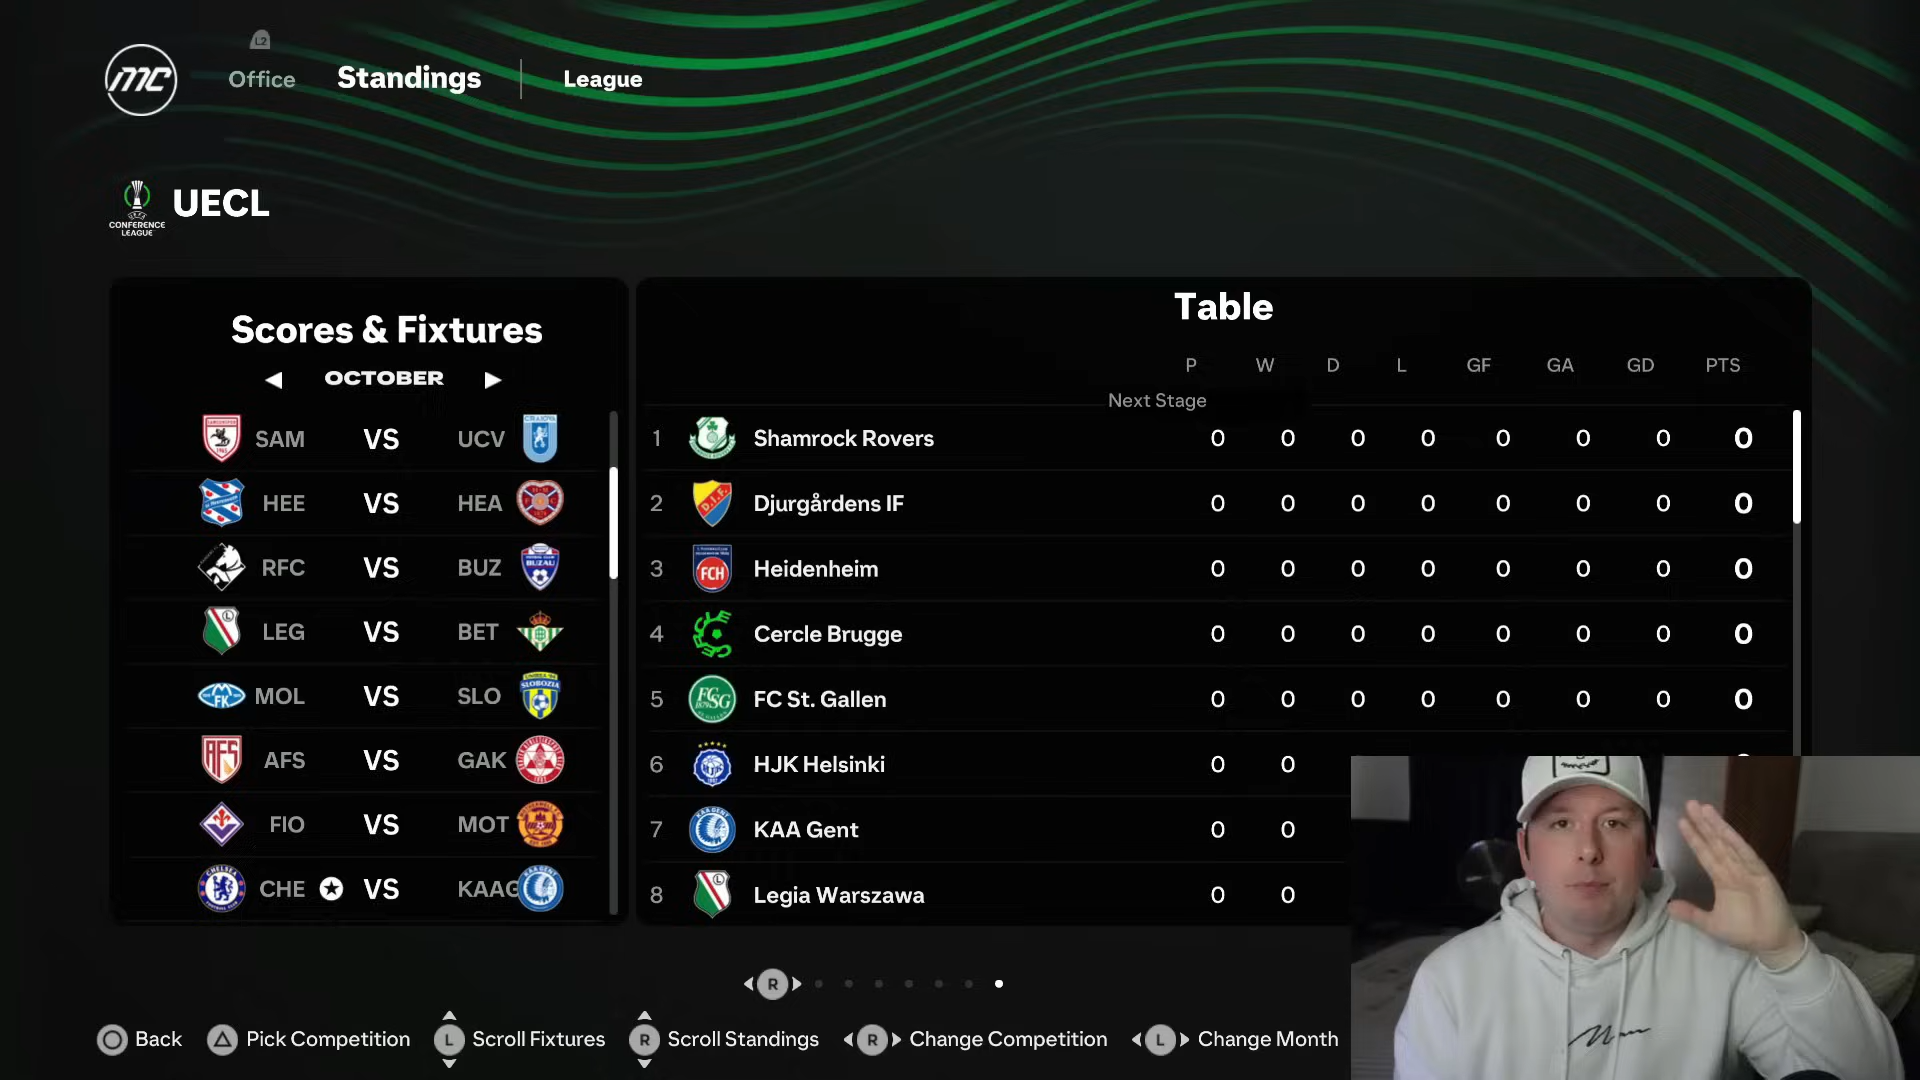 L2
MC Office Standings League
CONFERENCE
LEAGUE
UECL
Scores & Fixtures
OCTOBER
SAM VS UCV
HEE VS HEA
RFC VS BUZ
LEG VS BET
MOL VS SLO
AFS VS GAK
FIO VS MOT
CHE VS KAAG
Table
P W D L GF GA GD PTS
Next Stage
1 Shamrock Rovers 0 0 0 0 0 0 0 0
2 Djurgårdens IF 0 0 0 0 0 0 0 0
3 Heidenheim 0 0 0 0 0 0 0 0
4 Cercle Brugge 0 0 0 0 0 0 0 0
5 FC St. Gallen 0 0 0 0 0 0 0 0
6 HJK Helsinki 0 0
7 KAA Gent 0 0
8 Legia Warszawa 0 0
R
Back Pick Competition L Scroll Fixtures R Scroll Standings R Change Competition L Change Month